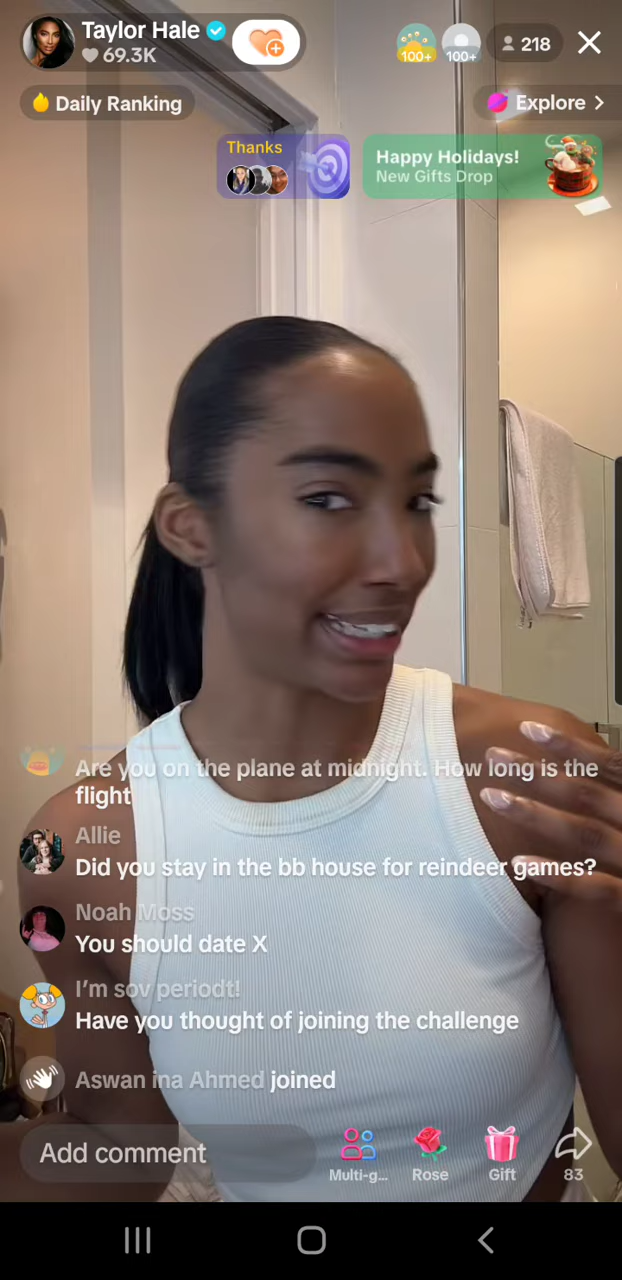 Taylor Hale
69.3K
100+
100+
218
Daily Ranking
Explore
Thanks
Happy Holidays!
New Gifts Drop
Are you on the plane at midnight. How long is the
flight
Allie
Did you stay in the bb house for reindeer games?
Noah Moss
You should date X
I'm sov periodt!
Have you thought of joining the challenge
Aswan ina Ahmed joined
Add comment
Multi-g...
Rose
Gift
83